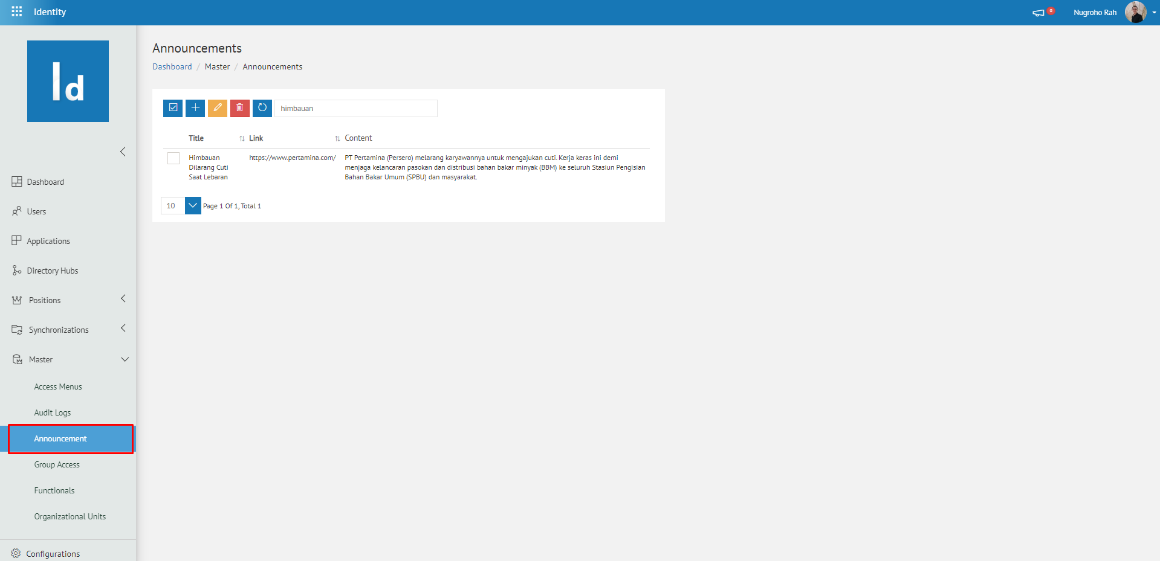 Identity
Nugroho Rah
Id
Announcements
Dashboard / Master / Announcements
himbauan
Title
Link
Content
Himbauan
Dilarang Cuti
Saat Lebaran
https://www.pertamina.com/
PT Pertamina (Persero) melarang karyawannya untuk mengajukan cuti. Kerja keras ini demi
menjaga kelancaran pasokan dan distribusi bahan bakar minyak (BBM) ke seluruh Stasiun Pengisian
Bahan Bakar Umum (SPBU) dan masyarakat.
10
Page 1 Of 1, Total 1
Dashboard
Users
Applications
Directory Hubs
Positions
Synchronizations
Master
Access Menus
Audit Logs
Announcement
Group Access
Functionals
Organizational Units
Configurations